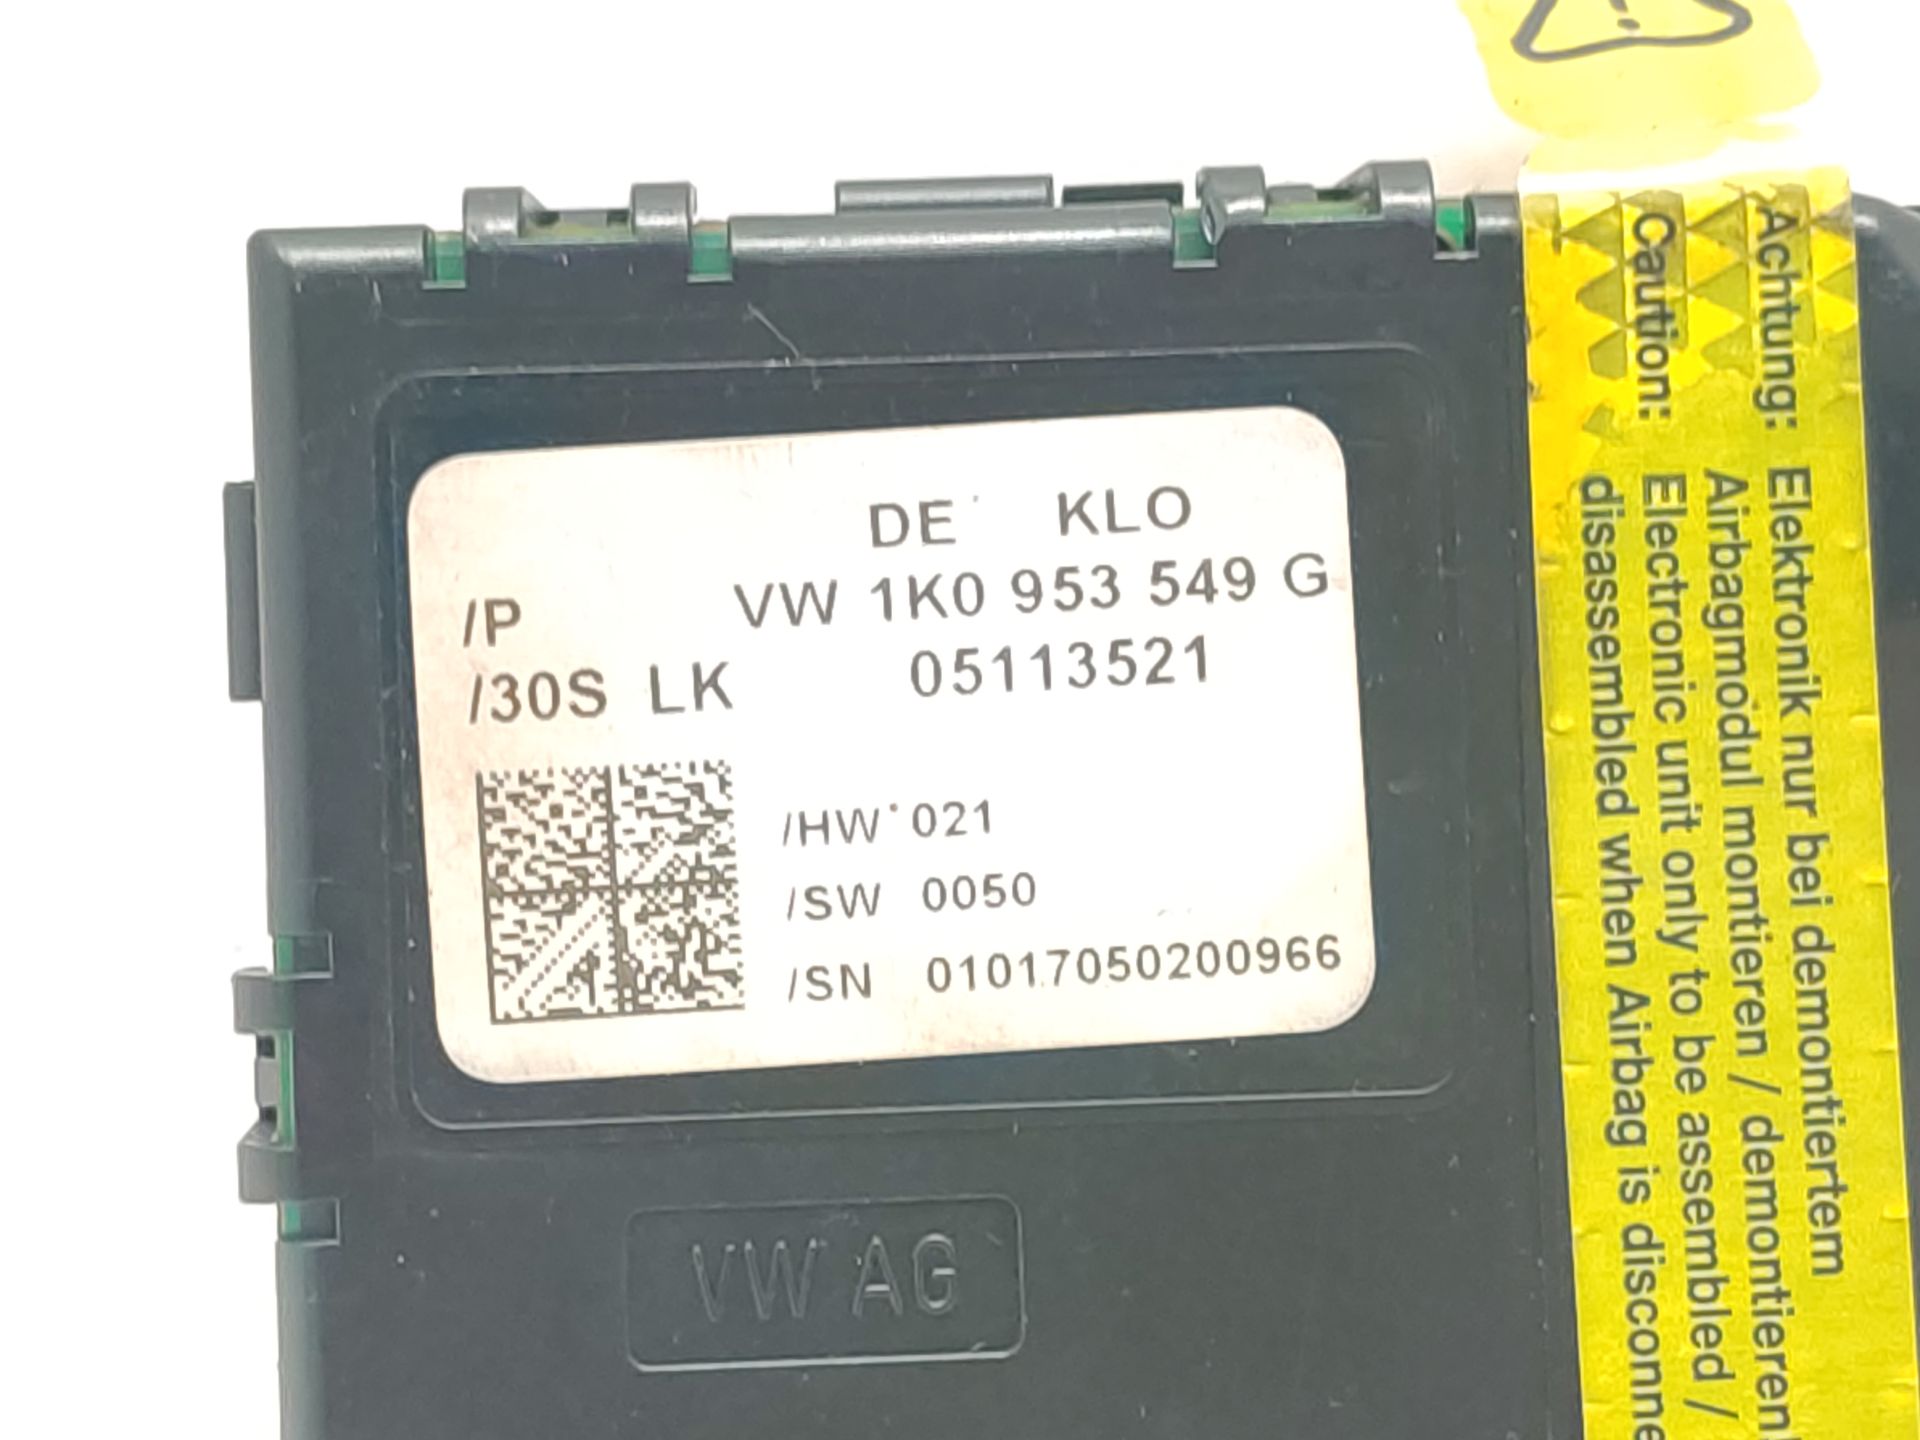 DE KLO
/P VW 1K0 953 549 G
/30S LK 05113521
/HW 021
/SW 0050
/SN 01017050200966
VW AG
Achtung: Elektronik nur bei demontiertem
Airbagmodul montieren / demontieren!
Caution: Electronic unit only to be assembled /
disassembled when Airbag is disconne